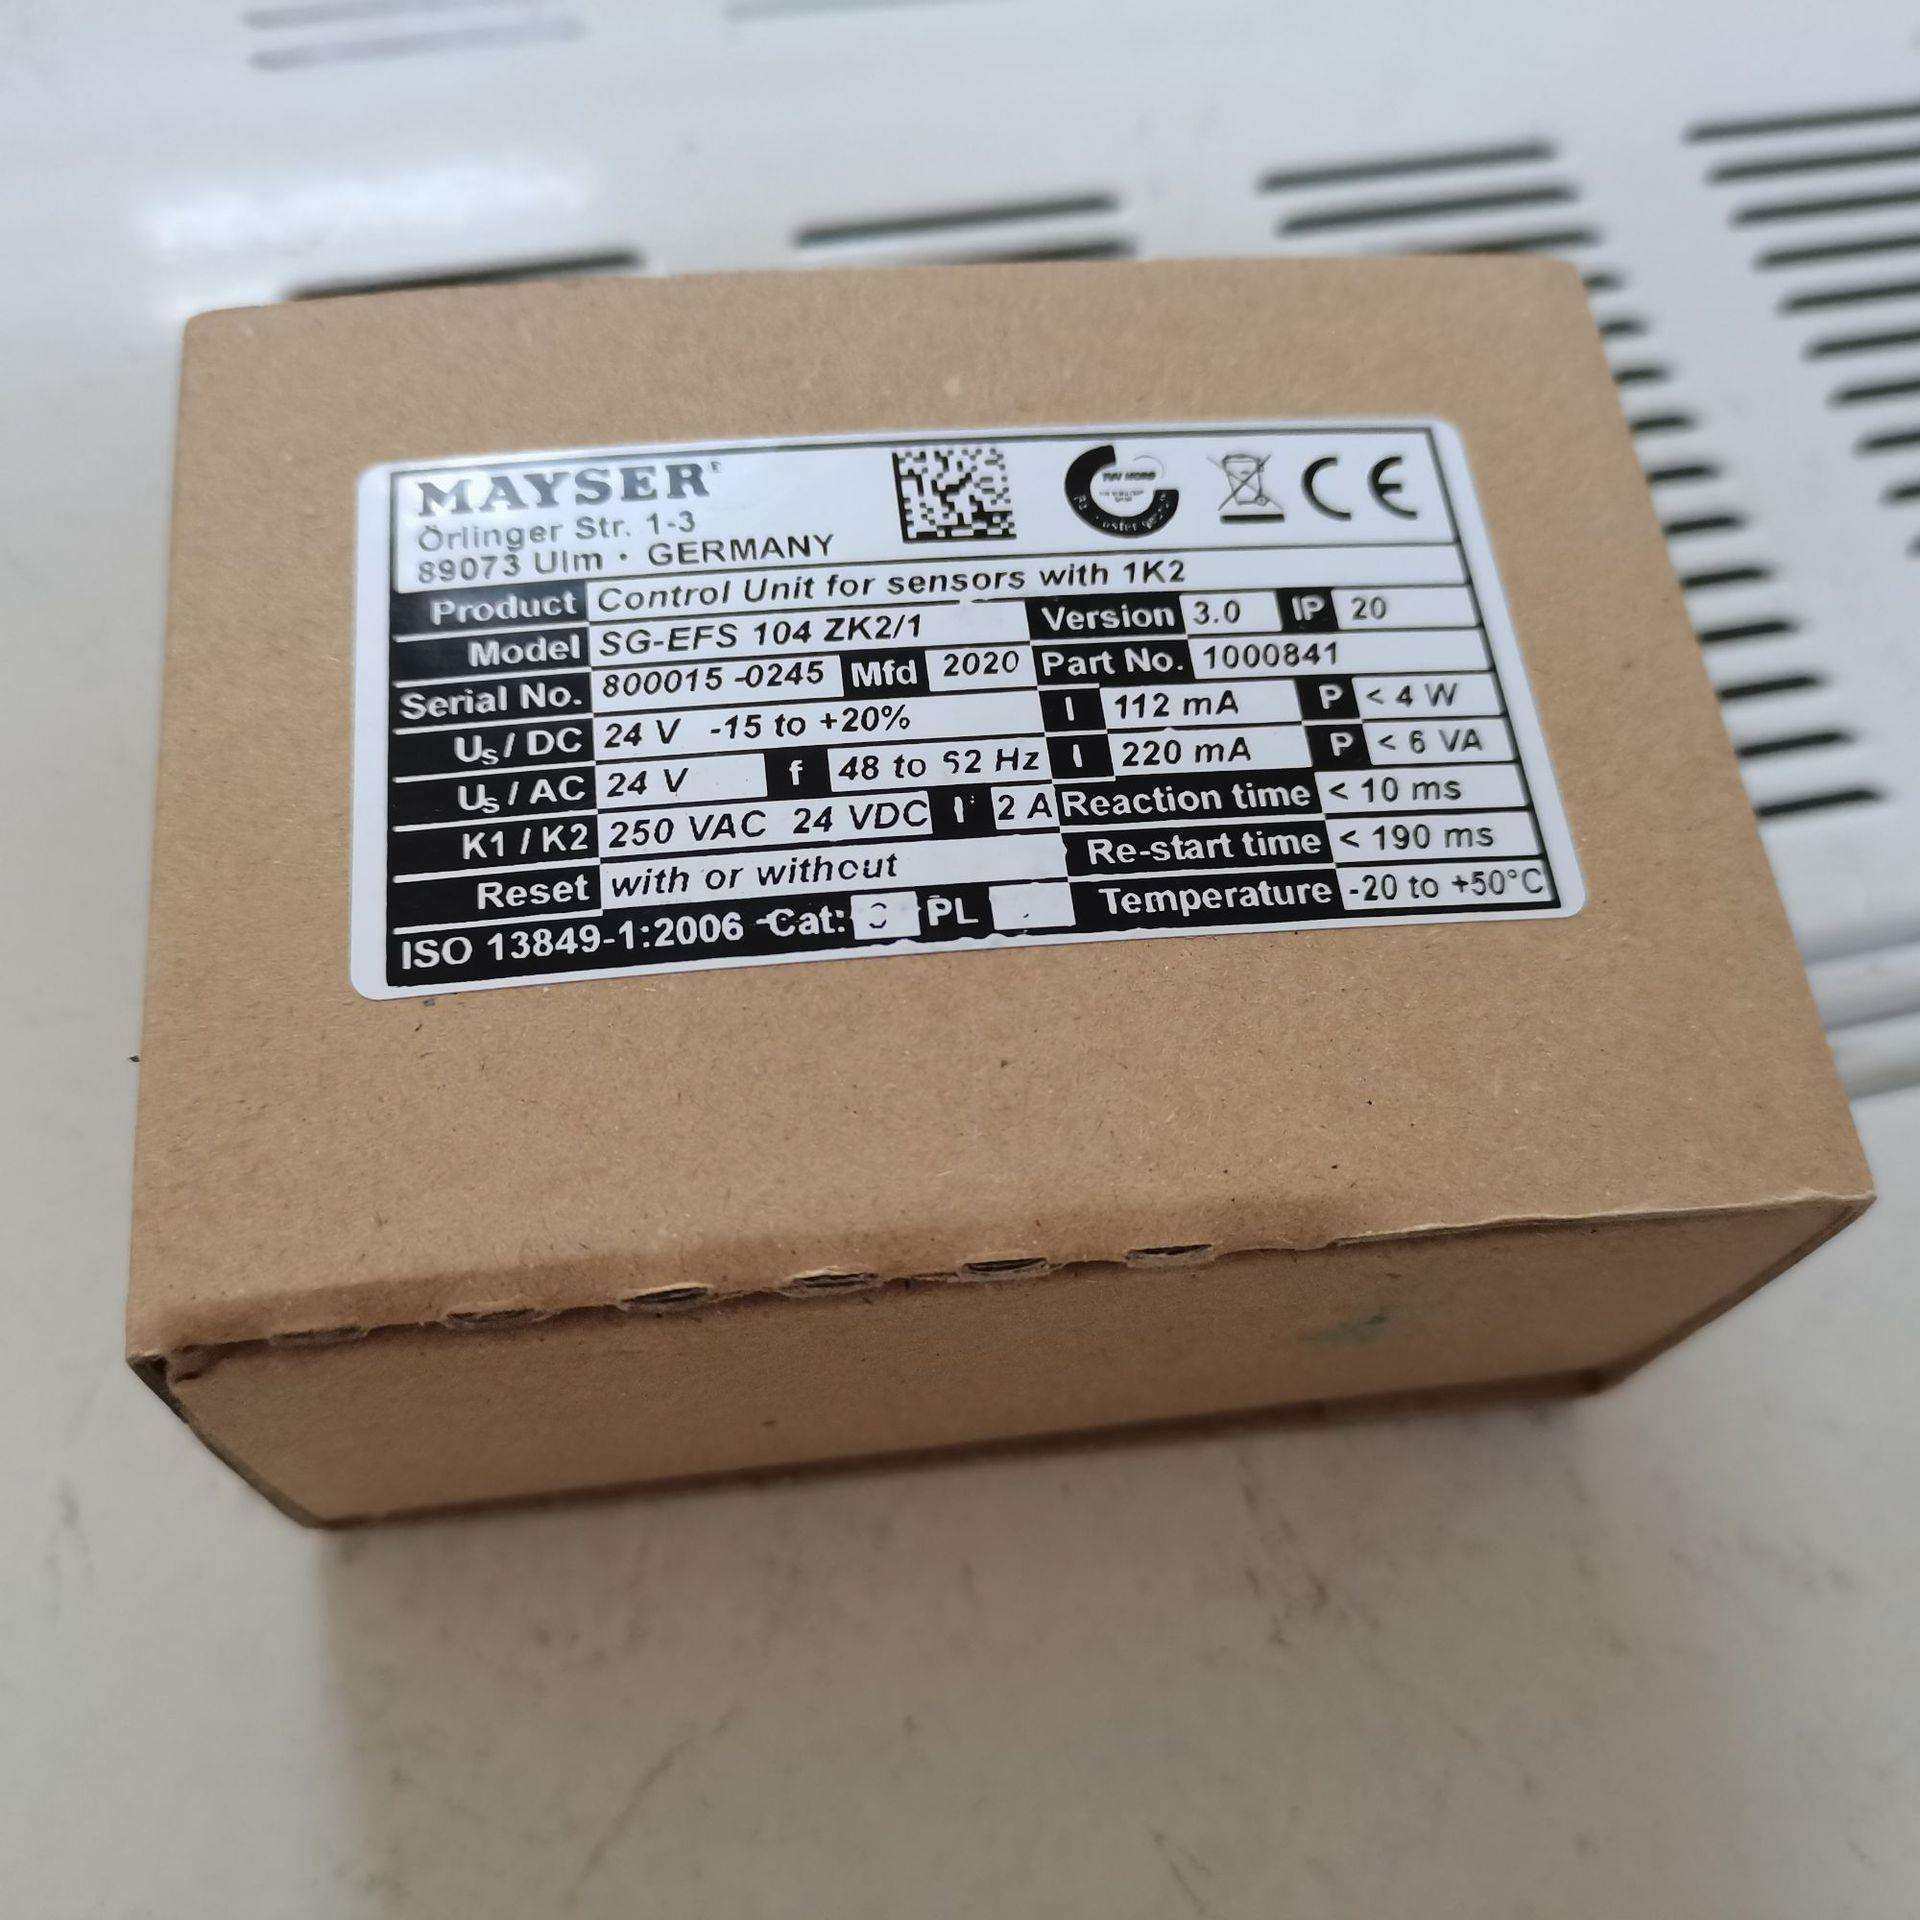 MAYSER
Örlinger Str. 1-3
89073 Ulm · GERMANY
CE
Product Control Unit for sensors with 1K2
Model SG-EFS 104 ZK2/1 Version 3.0 IP 20
Serial No. 800015-0245 Mfd 2020 Part No. 1000841
Us / DC 24 V -15 to +20% I 112 mA P < 4 W
Us / AC 24 V f 48 to 62 Hz I 220 mA P < 6 VA
K1 / K2 250 VAC 24 VDC I 2 A Reaction time < 10 ms
Reset with or without Re-start time < 190 ms
ISO 13849-1:2006 Cat: PL Temperature -20 to +50°C